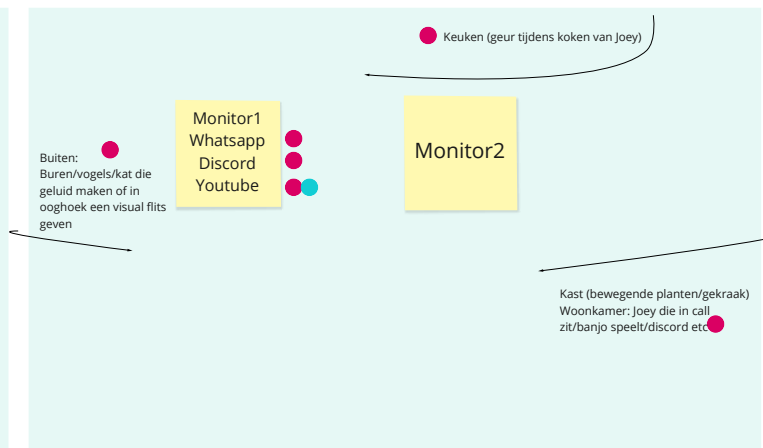 Keuken (geur tijdens koken van Joey)
Monitor1
Whatsapp
Discord
Youtube
Monitor2
Buiten:
Buren/vogels/kat die
geluid maken of in
ooghoek een visual flits
geven
Kast (bewegende planten/gekraak)
Woonkamer: Joey die in call
zit/banjo speelt/discord etc